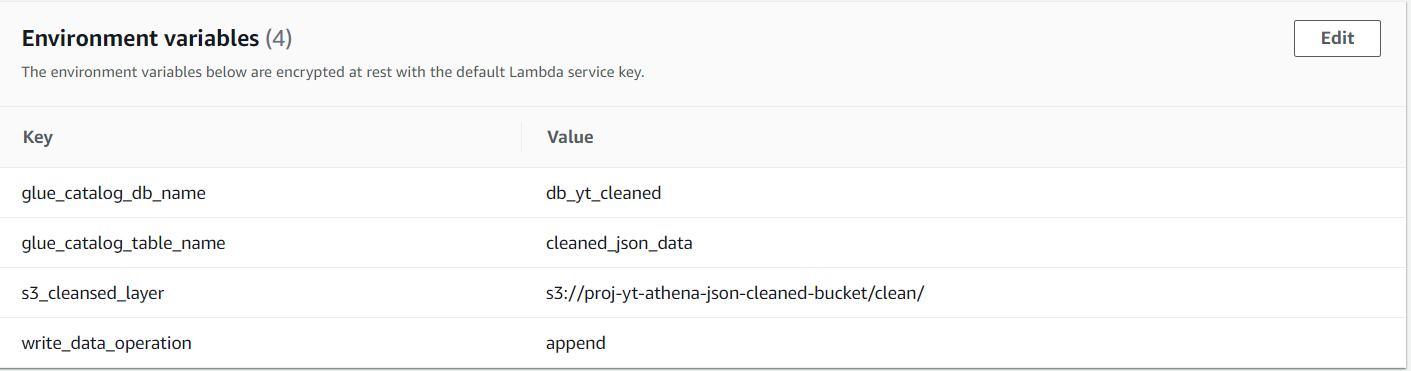 Environment variables (4)
Edit
The environment variables below are encrypted at rest with the default Lambda service key.
Key Value
glue_catalog_db_name db_yt_cleaned
glue_catalog_table_name cleaned_json_data
s3_cleansed_layer s3://proj-yt-athena-json-cleaned-bucket/clean/
write_data_operation append